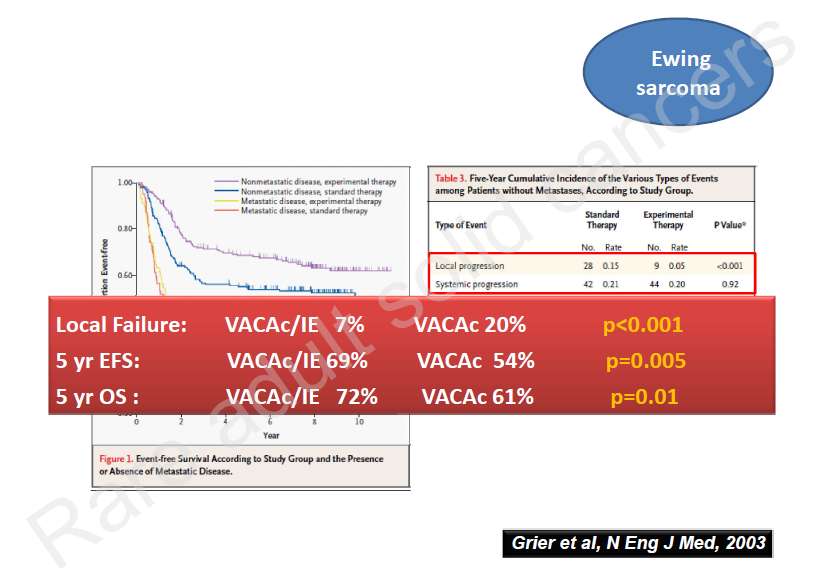 Ewing
sarcoma
1.00
0.80
0.60
rtion Event-free
Nonmetastatic disease, experimental therapy
Nonmetastatic disease, standard therapy
Metastatic disease, experimental therapy
Metastatic disease, standard therapy
Table 3. Five-Year Cumulative Incidence of the Various Types of Events
among Patients without Metastases, According to Study Group.
Type of Event Standard Therapy Experimental Therapy P Value*
No. Rate No. Rate
Local progression 28 0.15 9 0.05 <0.001
Systemic progression 42 0.21 44 0.20 0.92
Local Failure: VACAc/IE 7% VACAc 20% p<0.001
5 yr EFS: VACAc/IE 69% VACAc 54% p=0.005
5 yr OS : VACAc/IE 72% VACAc 61% p=0.01
0 2 4 6 8 10
Year
Figure 1. Event-free Survival According to Study Group and the Presence
or Absence of Metastatic Disease.
Grier et al, N Eng J Med, 2003
Rare adult solid cancers